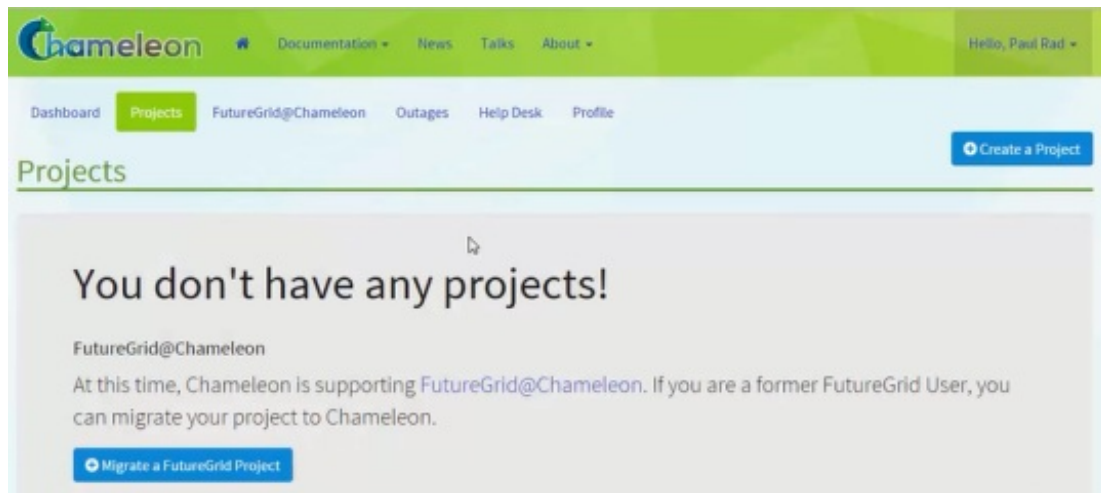 Chameleon Documentation News Talks About Hello, Paul Rad
Dashboard Projects FutureGrid@Chameleon Outages Help Desk Profile
Create a Project
Projects
You don't have any projects!
FutureGrid@Chameleon
At this time, Chameleon is supporting FutureGrid@Chameleon. If you are a former FutureGrid User, you
can migrate your project to Chameleon.
Migrate a FutureGrid Project